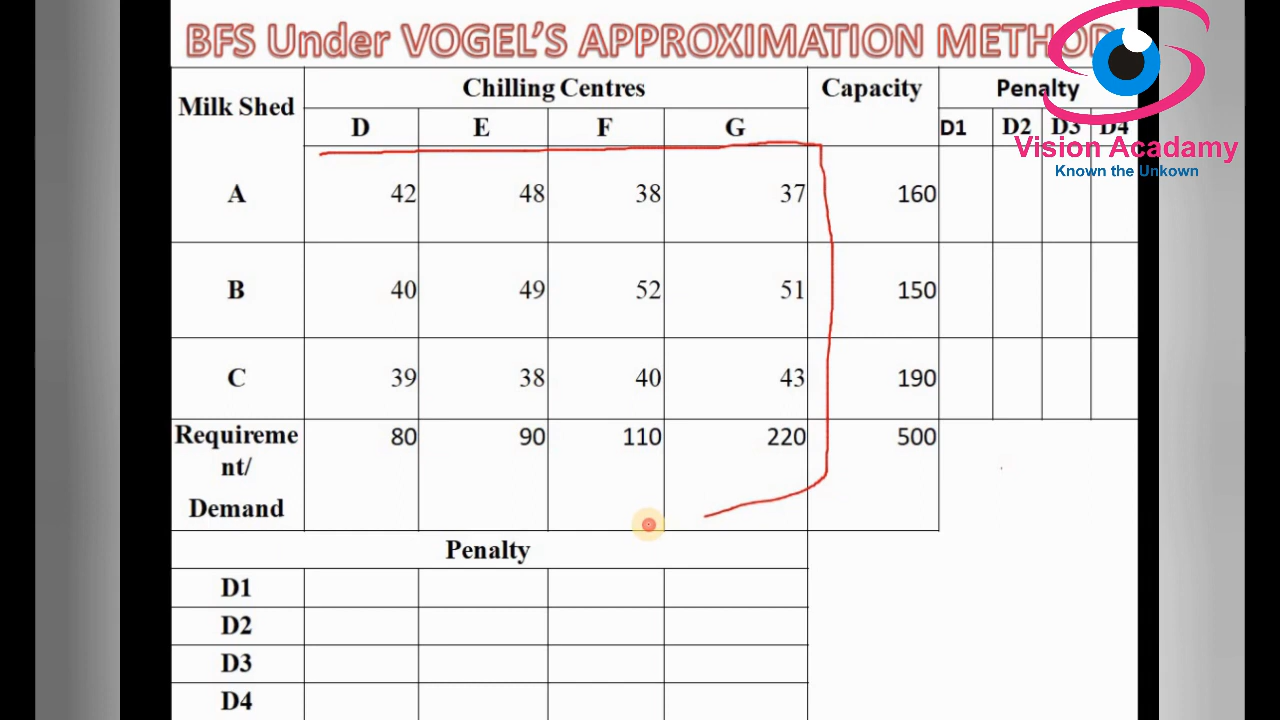 BFS Under VOGEL'S APPROXIMATION METHOD
Milk Shed Chilling Centres Capacity Penalty
D E F G D1 D2 D3 D4
Vision Acadamy
Known the Unkown
A 42 48 38 37 160
B 40 49 52 51 150
C 39 38 40 43 190
Requireme 80 90 110 220 500
nt/
Demand
Penalty
D1
D2
D3
D4